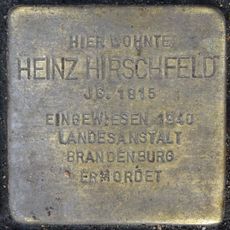 HIER WOHNTE
HEINZ HIRSCHFELD
JG. 1915
EINGEWIESEN 1940
LANDESANSTALT
BRANDENBURG
ERMORDET